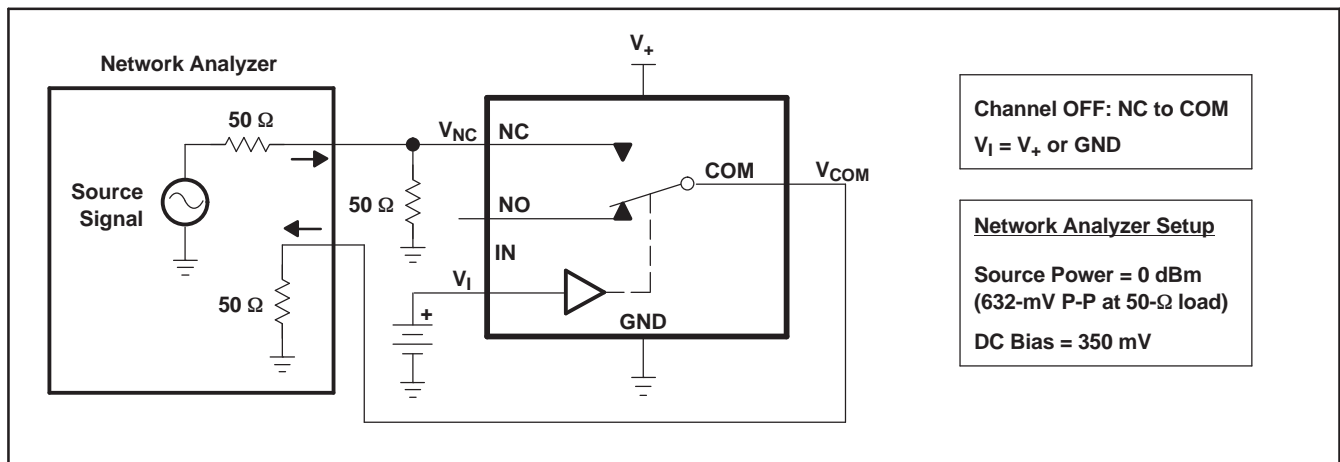 Network Analyzer
50 Ω
Source
Signal
50 Ω
V+
VNC
NC
50 Ω
NO
IN
VI
+
GND
COM
VCOM
Channel OFF: NC to COM
VI = V+ or GND
Network Analyzer Setup
Source Power = 0 dBm
(632-mV P-P at 50-Ω load)
DC Bias = 350 mV